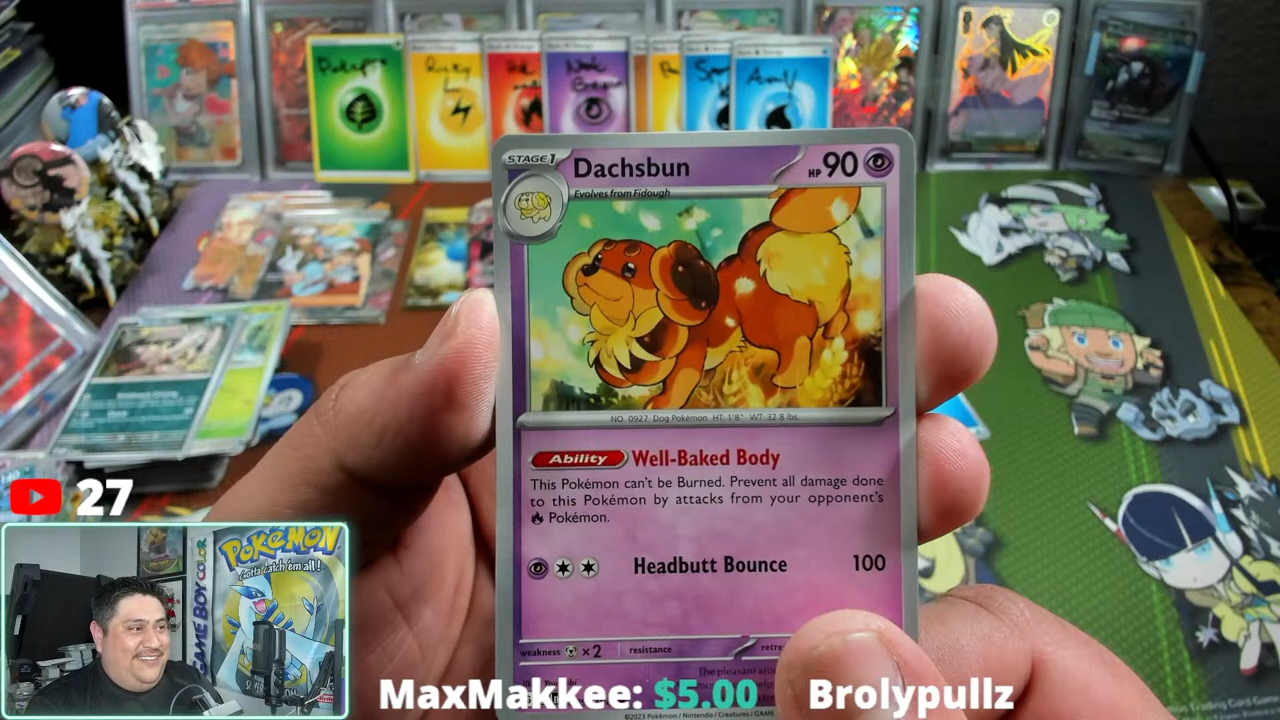 STAGE1
Dachsbun
HP 90
Evolves from Fidough
NO. 0927 Dog Pokémon HT: 1'8" WT: 32.8 lbs.
Ability Well-Baked Body
This Pokémon can't be Burned. Prevent all damage done
to this Pokémon by attacks from your opponent's
Pokémon.
Headbutt Bounce 100
weakness ×2 resistance
The pleasant
©2023 Pokémon / Nintendo / Creatures / GAME
27
POKéMON
Gotta catch 'em all!
GAME BOY COLOR
MaxMakkee: $5.00 Brolypullz